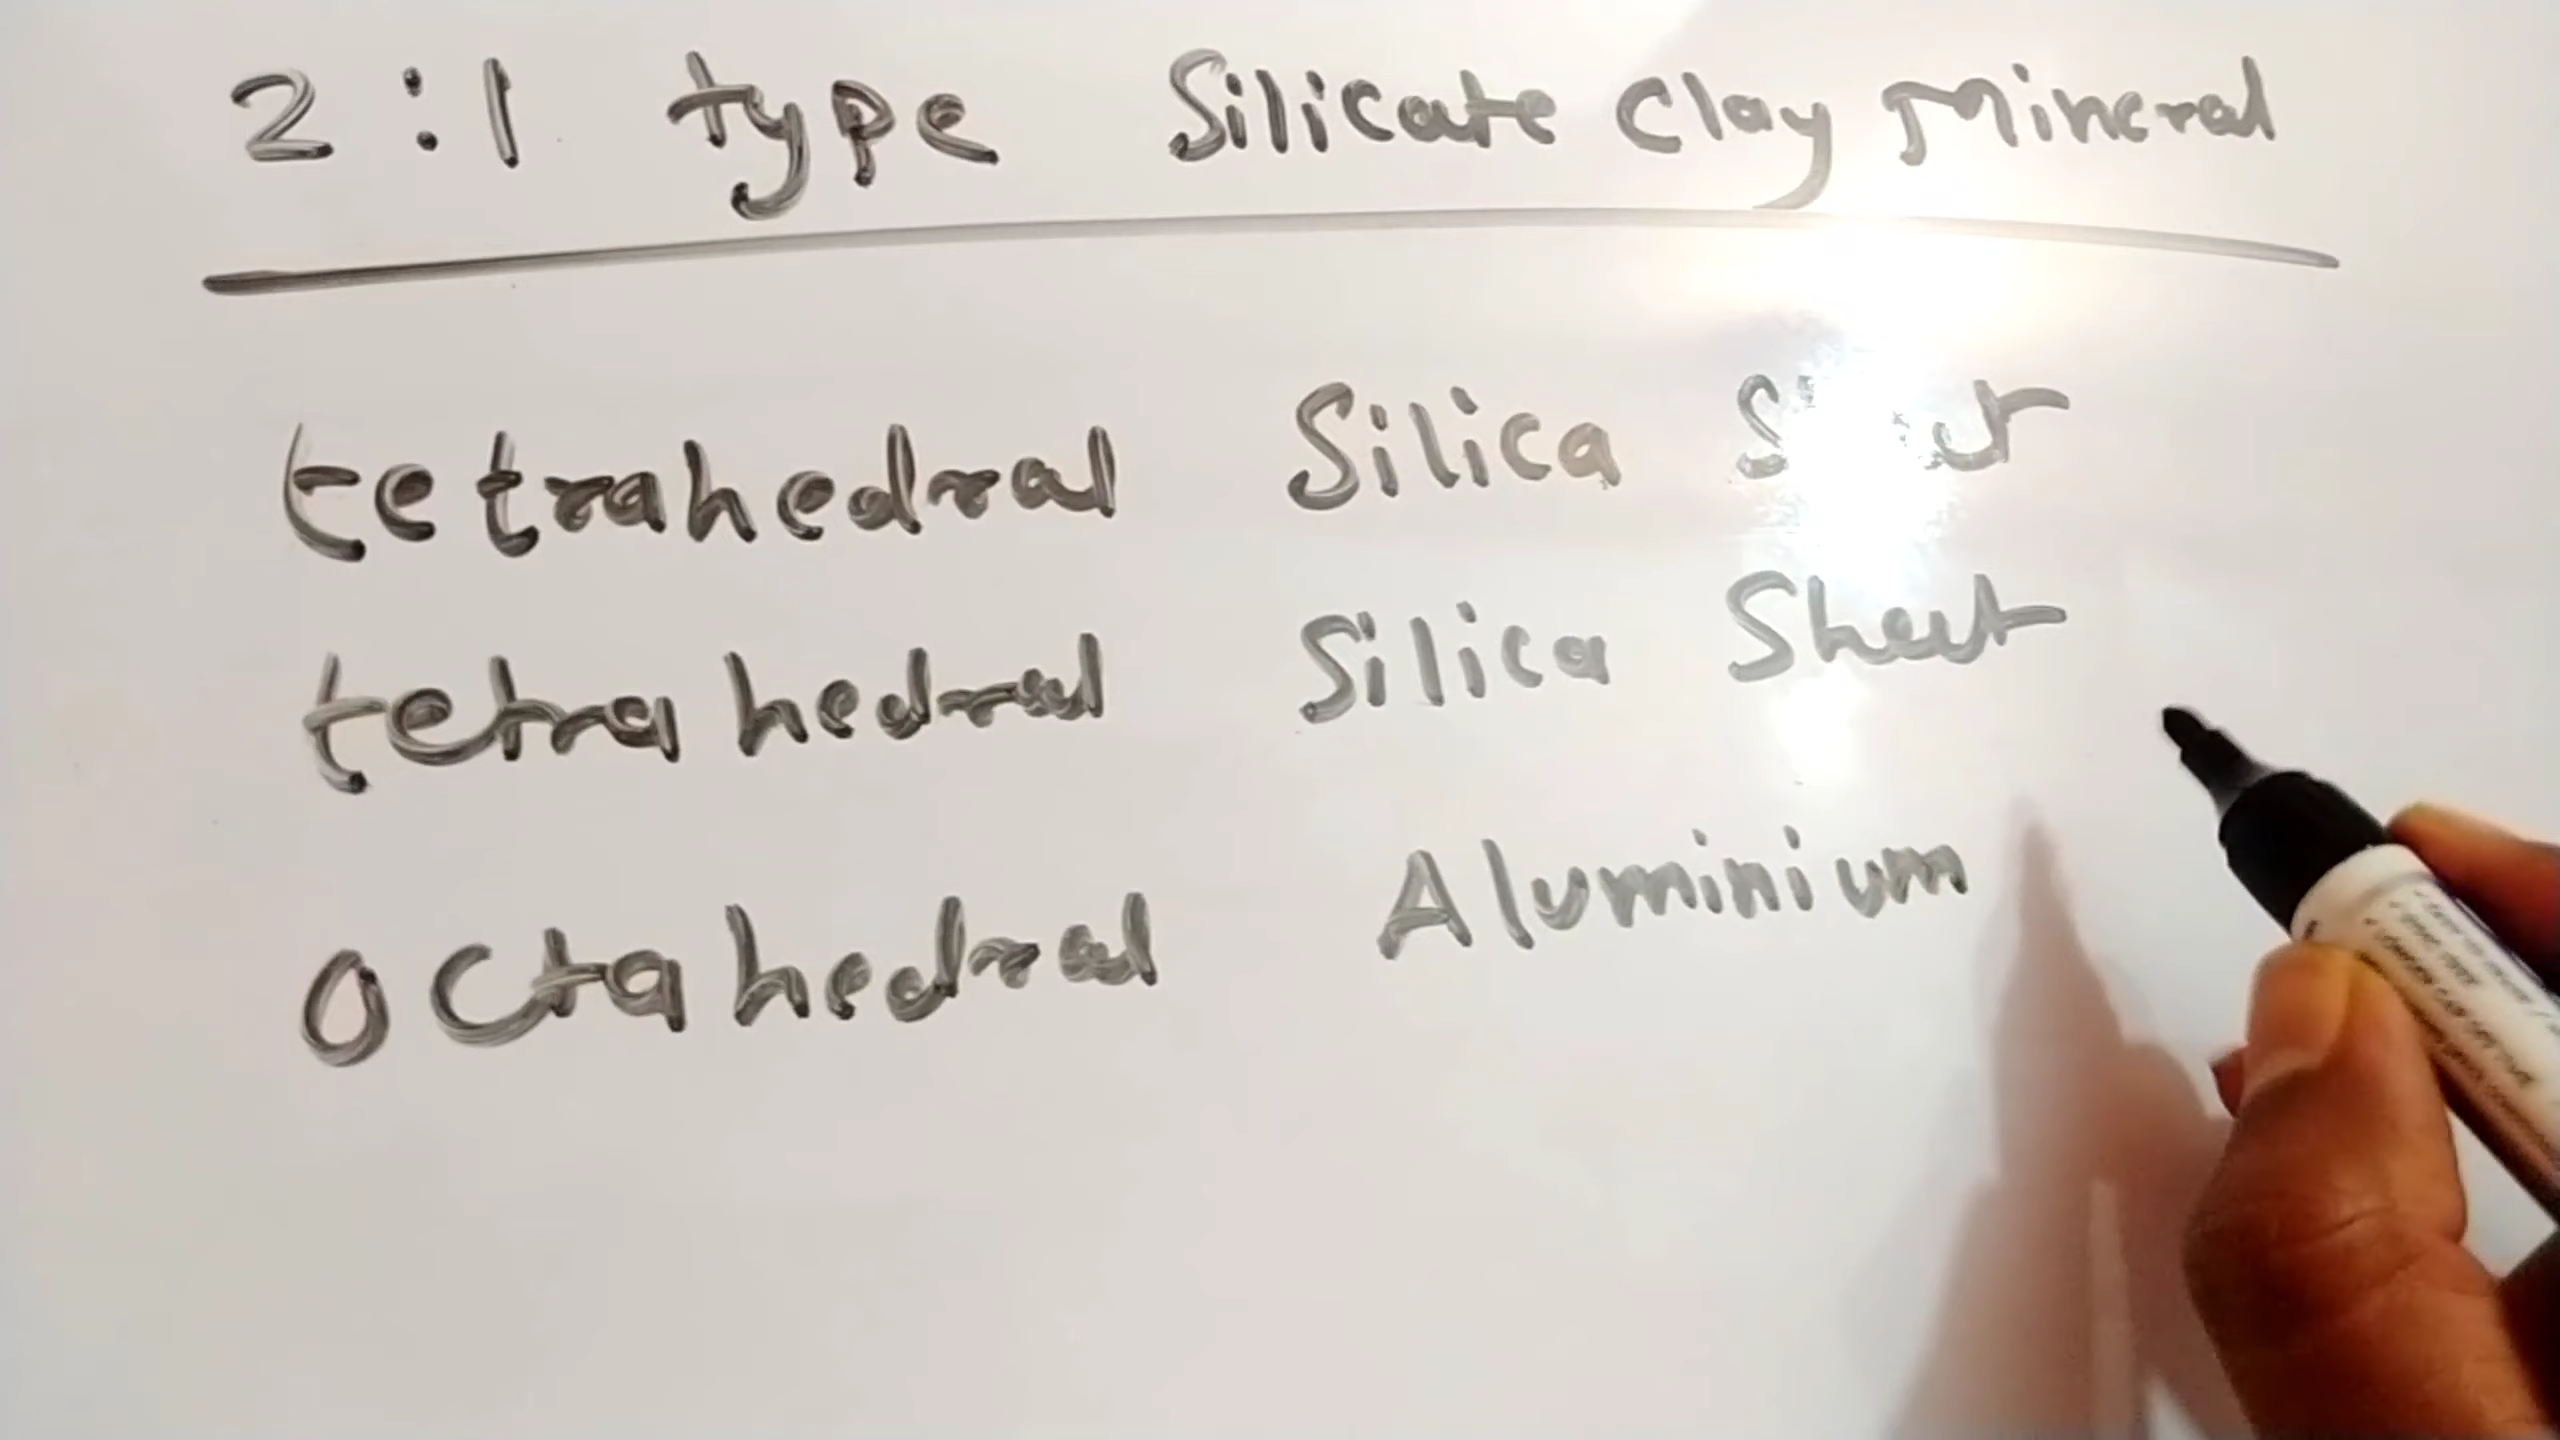 2:1 type Silicate Clay Mineral
tetrahedral Silica
tetrahedral Silica Sheet
Octahedral Aluminium